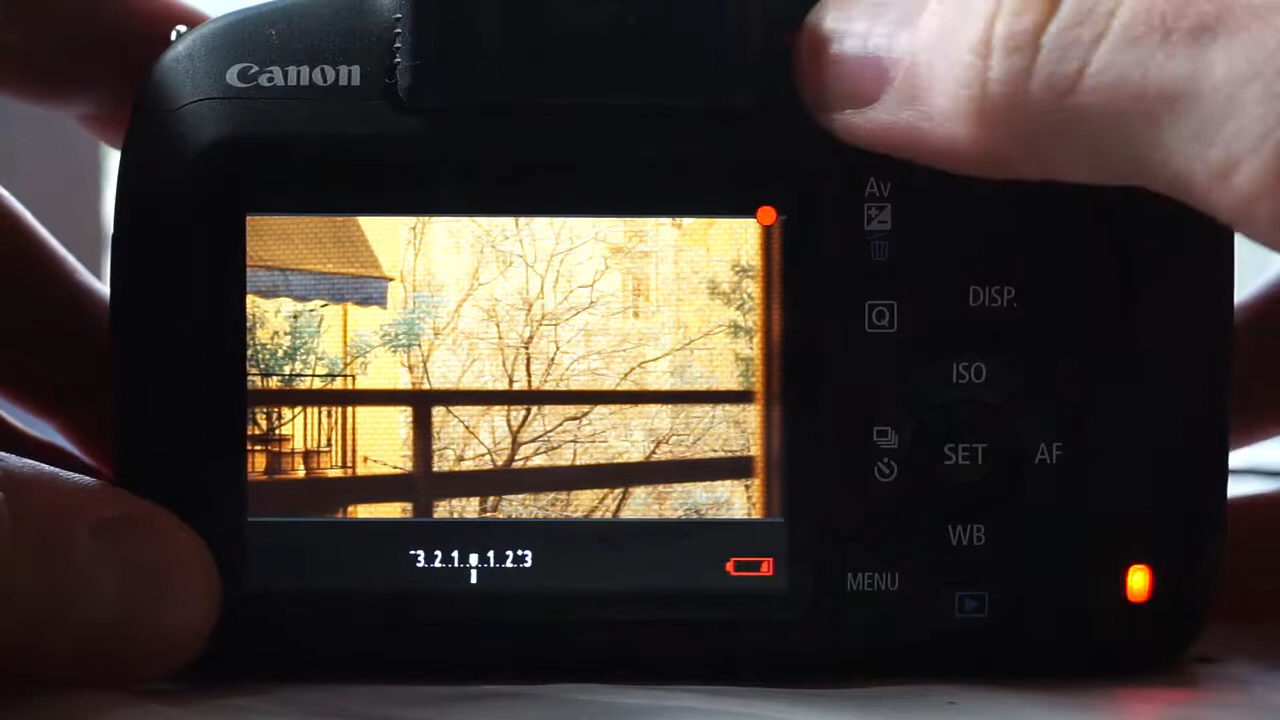 Canon
Av
Q
DISP.
ISO
SET
AF
WB
MENU
-3..2..1..0..1..2..+3